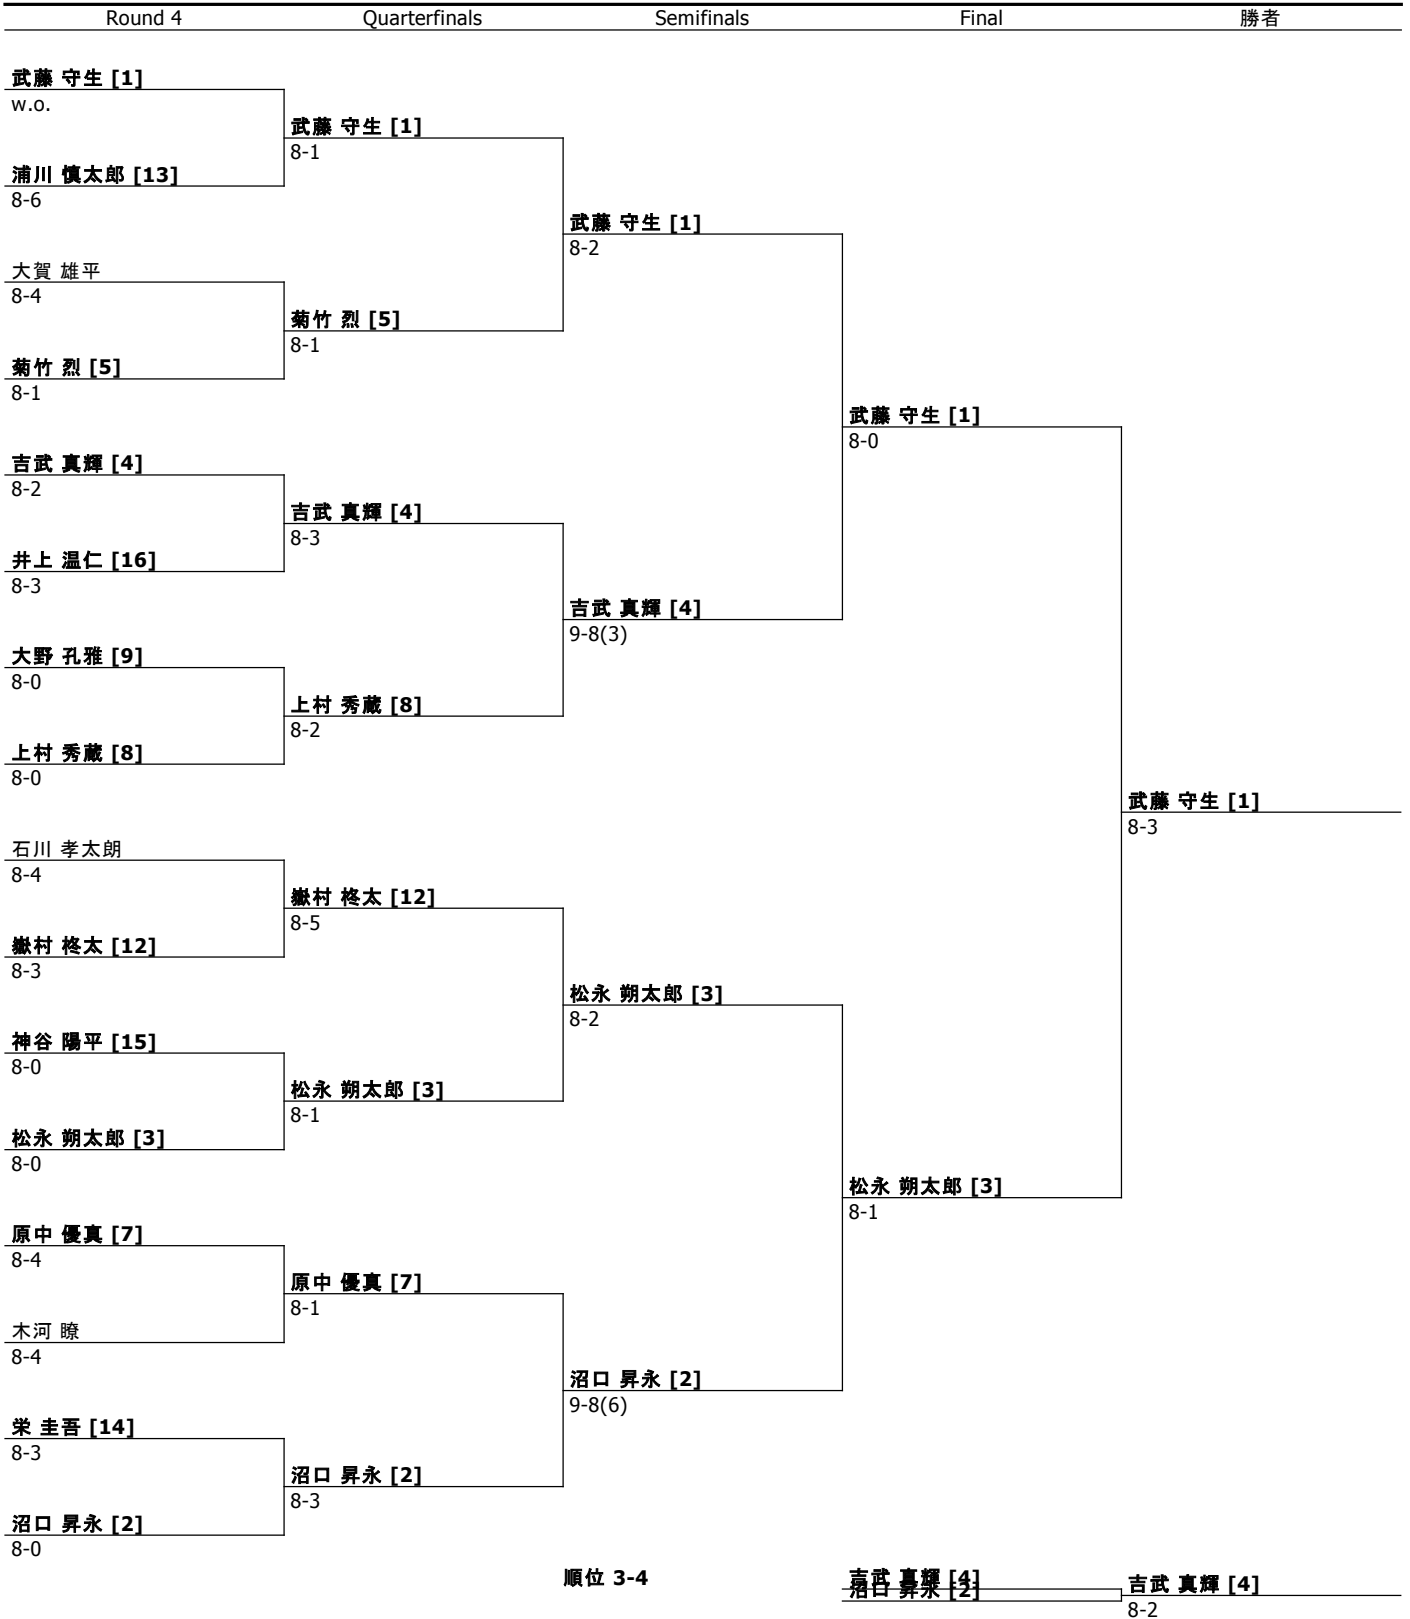 Round 4 Quarterfinals Semifinals Final 勝者
武藤 守生 [1]
w.o.
武藤 守生 [1]
8-1
浦川 慎太郎 [13]
8-6
武藤 守生 [1]
8-2
大賀 雄平
8-4
菊竹 烈 [5]
8-1
菊竹 烈 [5]
8-1
武藤 守生 [1]
8-0
吉武 真輝 [4]
8-2
吉武 真輝 [4]
8-3
井上 温仁 [16]
8-3
吉武 真輝 [4]
9-8(3)
大野 孔雅 [9]
8-0
上村 秀蔵 [8]
8-2
上村 秀蔵 [8]
8-0
武藤 守生 [1]
8-3
石川 孝太朗
8-4
嶽村 柊太 [12]
8-5
嶽村 柊太 [12]
8-3
松永 朔太郎 [3]
8-2
神谷 陽平 [15]
8-0
松永 朔太郎 [3]
8-1
松永 朔太郎 [3]
8-0
松永 朔太郎 [3]
8-1
原中 優真 [7]
8-4
原中 優真 [7]
8-1
木河 瞭
8-4
沼口 昇永 [2]
9-8(6)
栄 圭吾 [14]
8-3
沼口 昇永 [2]
8-3
沼口 昇永 [2]
8-0
順位 3-4
吉武 真輝 [4]
沼口 昇永 [2]
吉武 真輝 [4]
8-2